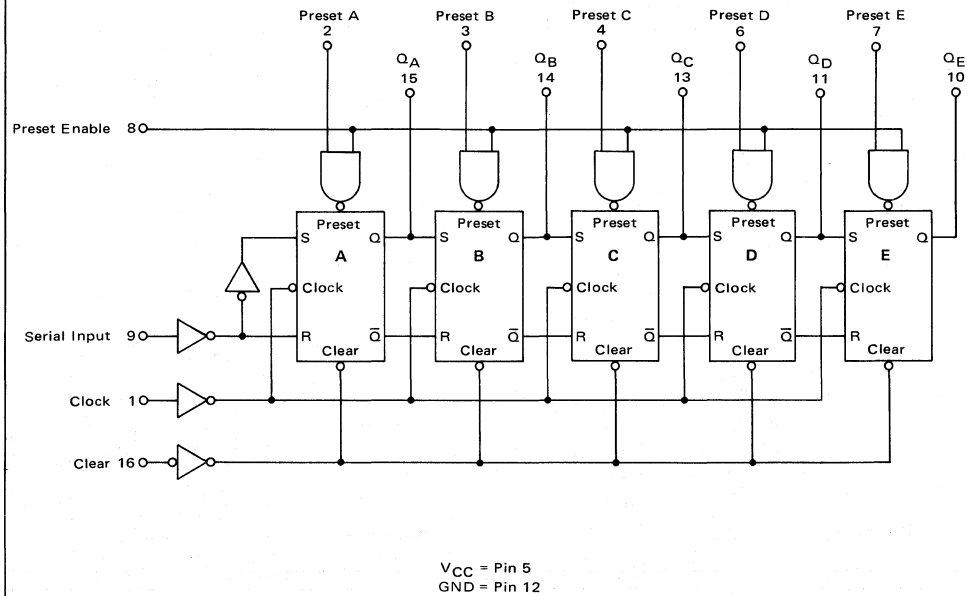 Preset A
2
Preset B
3
Preset C
4
Preset D
6
Preset E
7
QA
15
QB
14
QC
13
QD
11
QE
10
Preset Enable 8
Preset
S Q
A
Clock
R Q̅
Clear
Preset
S Q
B
Clock
R Q̅
Clear
Preset
S Q
C
Clock
R Q̅
Clear
Preset
S Q
D
Clock
R Q̅
Clear
Preset
S Q
E
Clock
R
Clear
Serial Input 9
Clock 1
Clear 16
VCC = Pin 5
GND = Pin 12